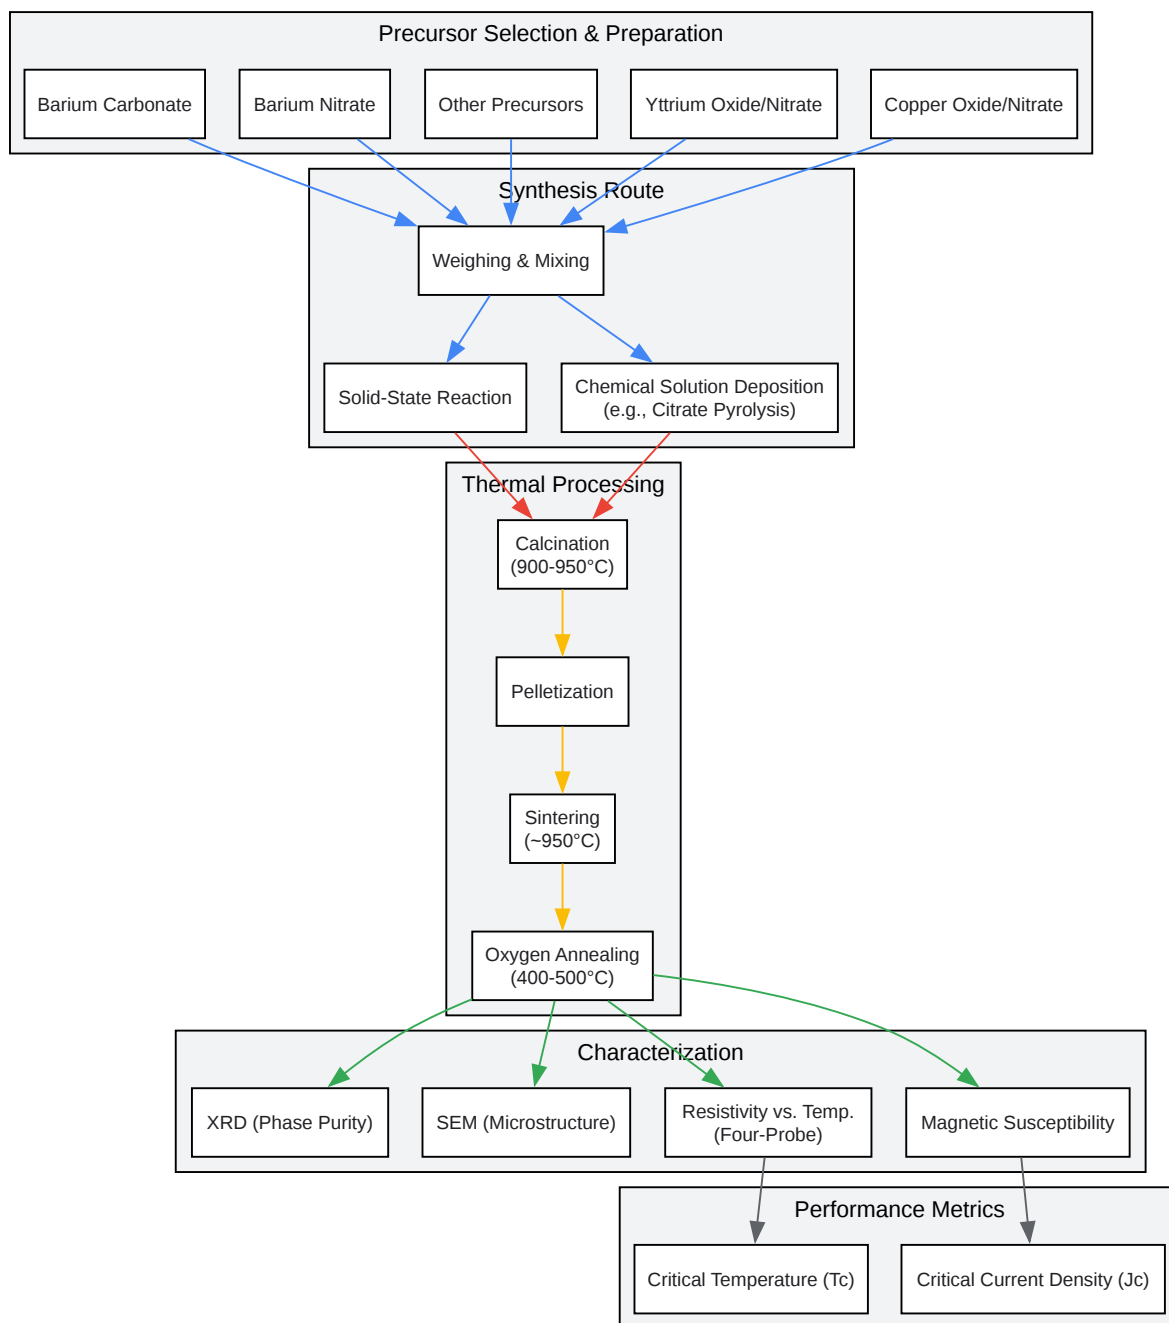 Precursor Selection & Preparation
Barium Carbonate
Barium Nitrate
Other Precursors
Yttrium Oxide/Nitrate
Copper Oxide/Nitrate
Synthesis Route
Weighing & Mixing
Solid-State Reaction
Chemical Solution Deposition
(e.g., Citrate Pyrolysis)
Thermal Processing
Calcination
(900-950°C)
Pelletization
Sintering
(~950°C)
Oxygen Annealing
(400-500°C)
Characterization
XRD (Phase Purity)
SEM (Microstructure)
Resistivity vs. Temp.
(Four-Probe)
Magnetic Susceptibility
Performance Metrics
Critical Temperature (Tc)
Critical Current Density (Jc)